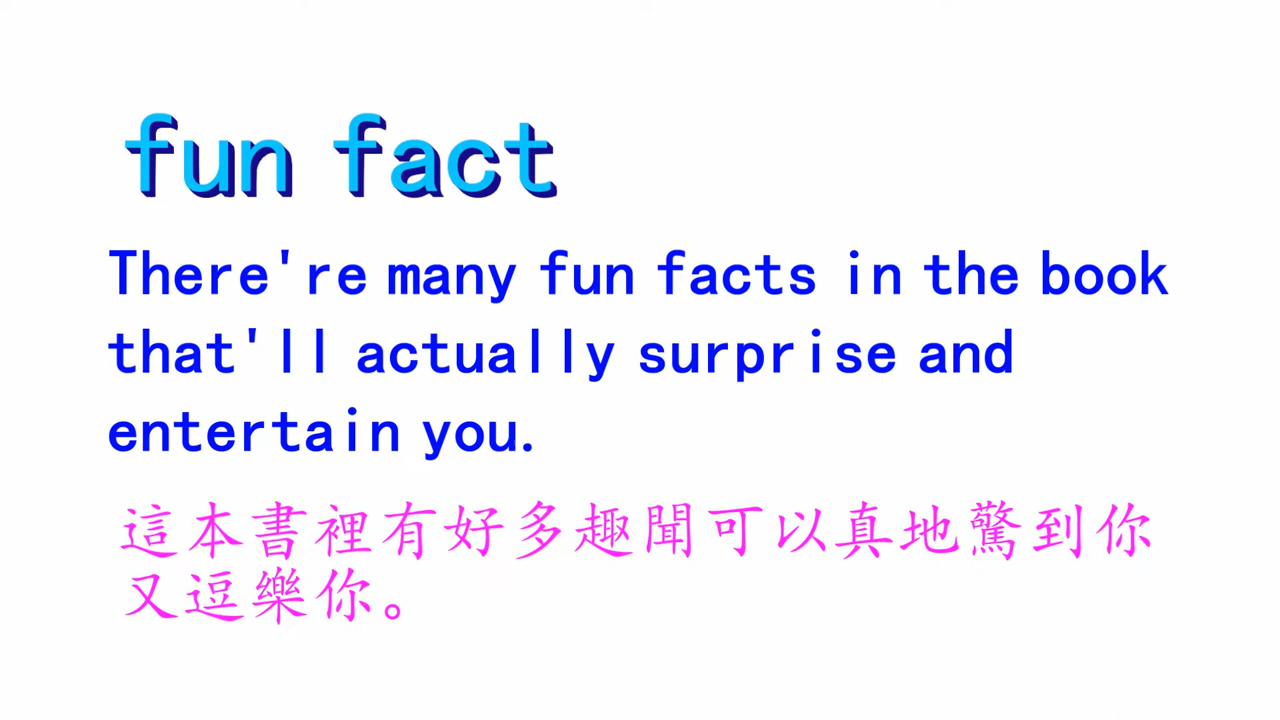 fun fact
There're many fun facts in the book
that'll actually surprise and
entertain you.
這本書裡有好多趣聞可以真地驚到你
又逗樂你。